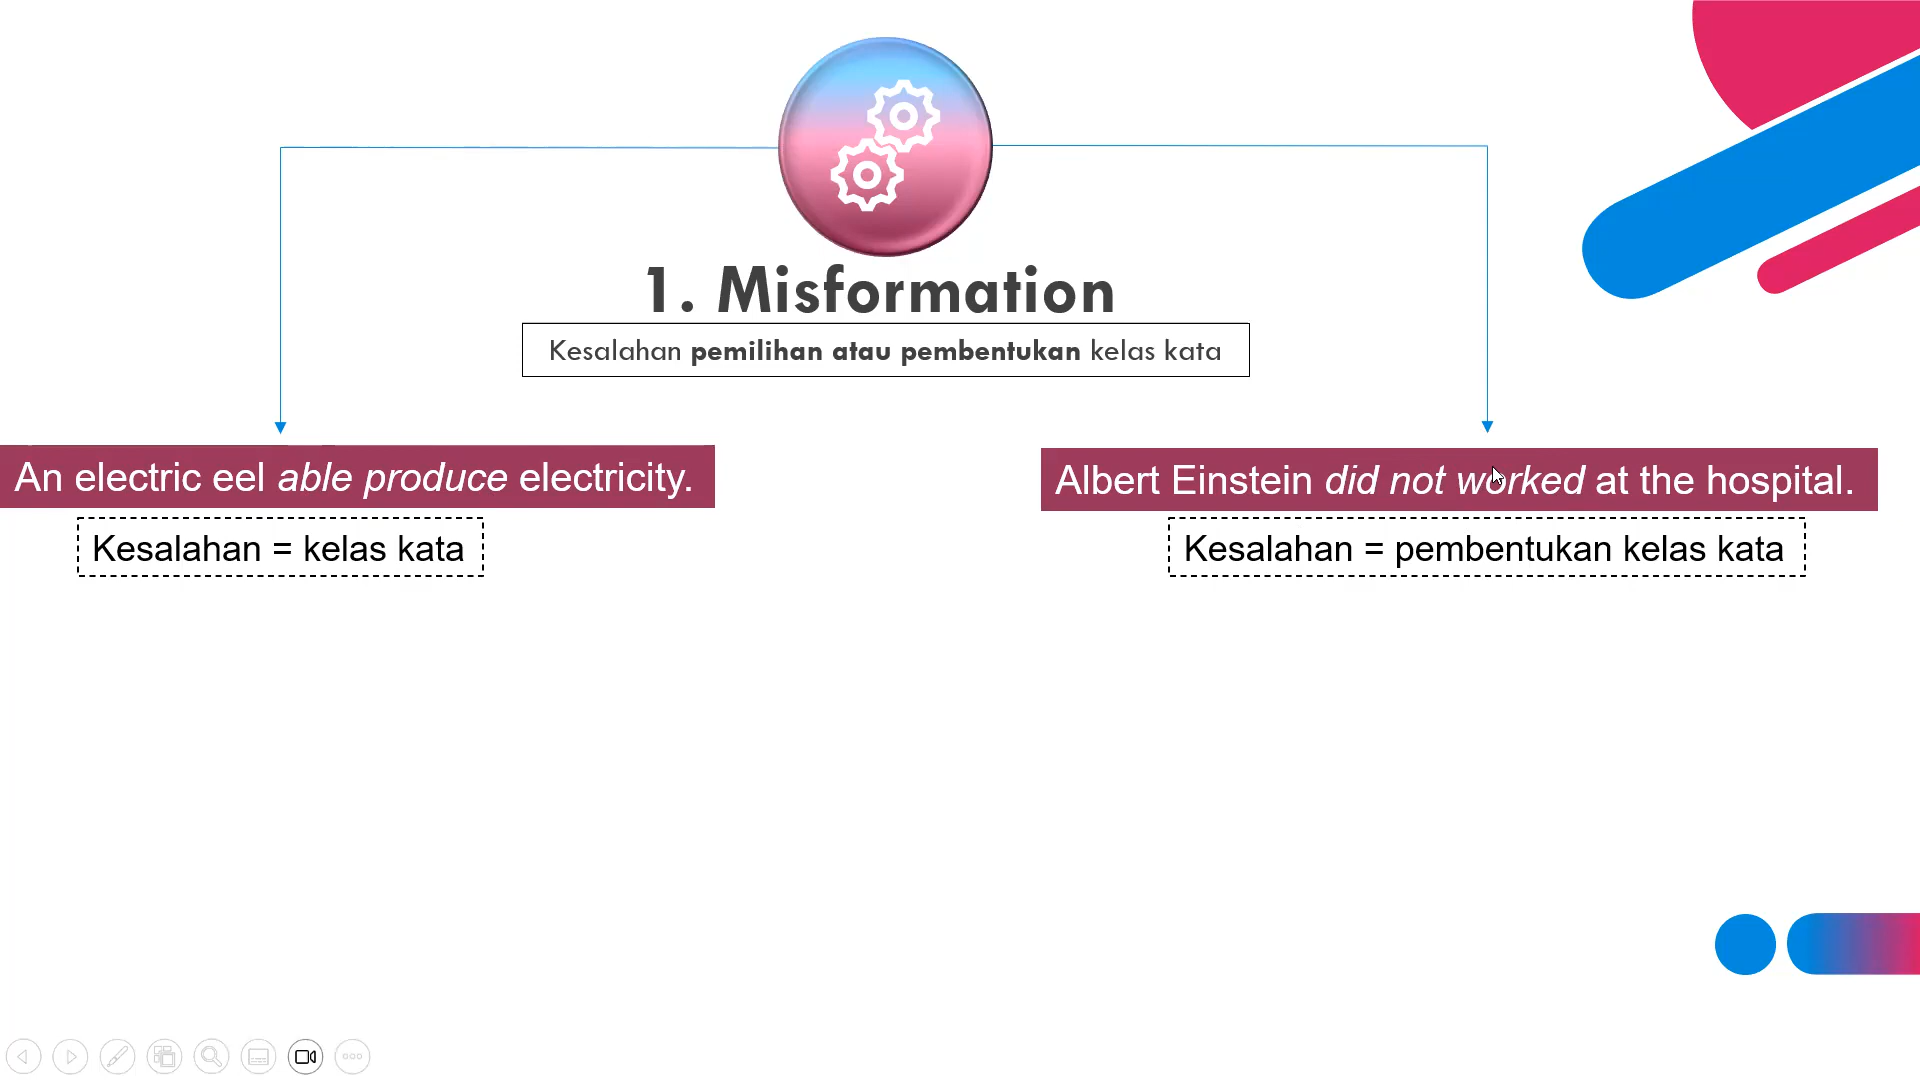 1. Misformation
Kesalahan pemilihan atau pembentukan kelas kata
An electric eel able produce electricity.
Kesalahan = kelas kata
Albert Einstein did not worked at the hospital.
Kesalahan = pembentukan kelas kata